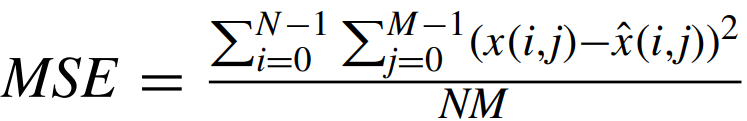 MSE = \frac{\sum_{i=0}^{N-1} \sum_{j=0}^{M-1} (x(i,j) - \hat{x}(i,j))^2}{NM}